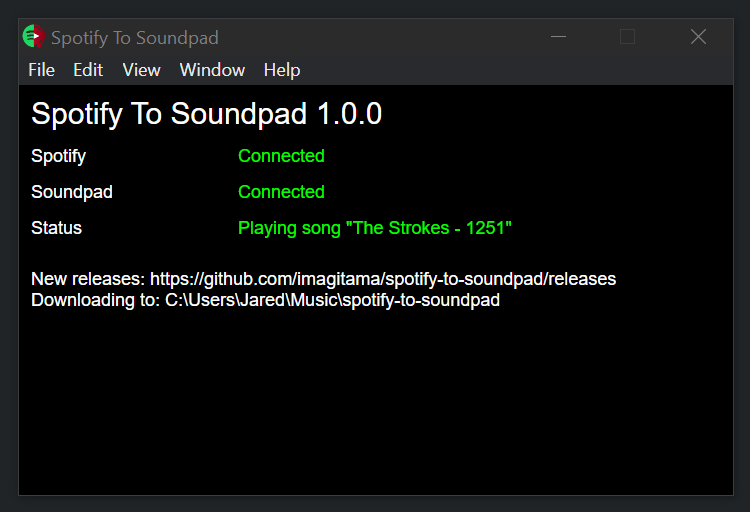 Spotify To Soundpad
File Edit View Window Help
Spotify To Soundpad 1.0.0
Spotify Connected
Soundpad Connected
Status Playing song "The Strokes - 1251"
New releases: https://github.com/imagitama/spotify-to-soundpad/releases
Downloading to: C:\Users\Jared\Music\spotify-to-soundpad